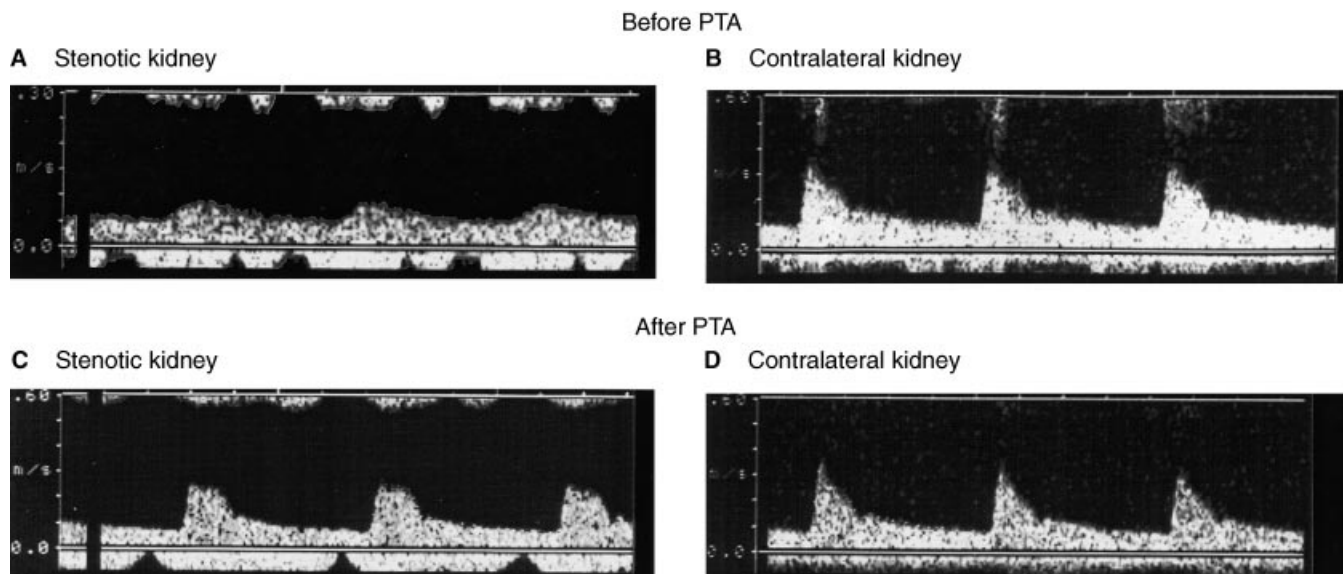 Before PTA
A Stenotic kidney
B Contralateral kidney
.30
m/s
0.0
.60
0.0
After PTA
C Stenotic kidney
D Contralateral kidney
.60
m/s
0.0
0.0